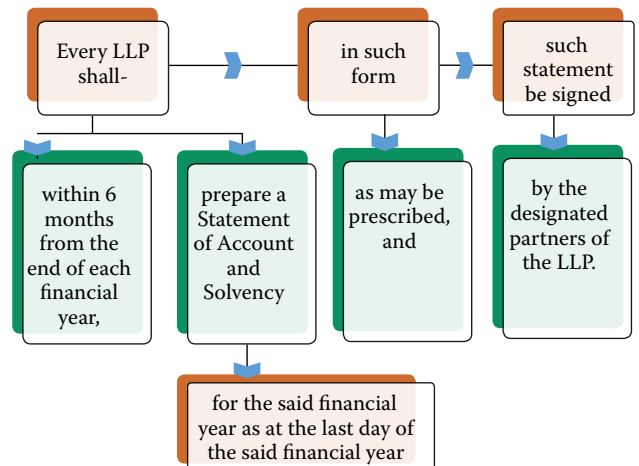 Every LLP
shall-
in such
form
such
statement
be signed
within 6
months
from the
end of each
financial
year,
prepare a
Statement
of Account
and
Solvency
as may be
prescribed,
and
by the
designated
partners of
the LLP.
for the said financial
year as at the last day of
the said financial year